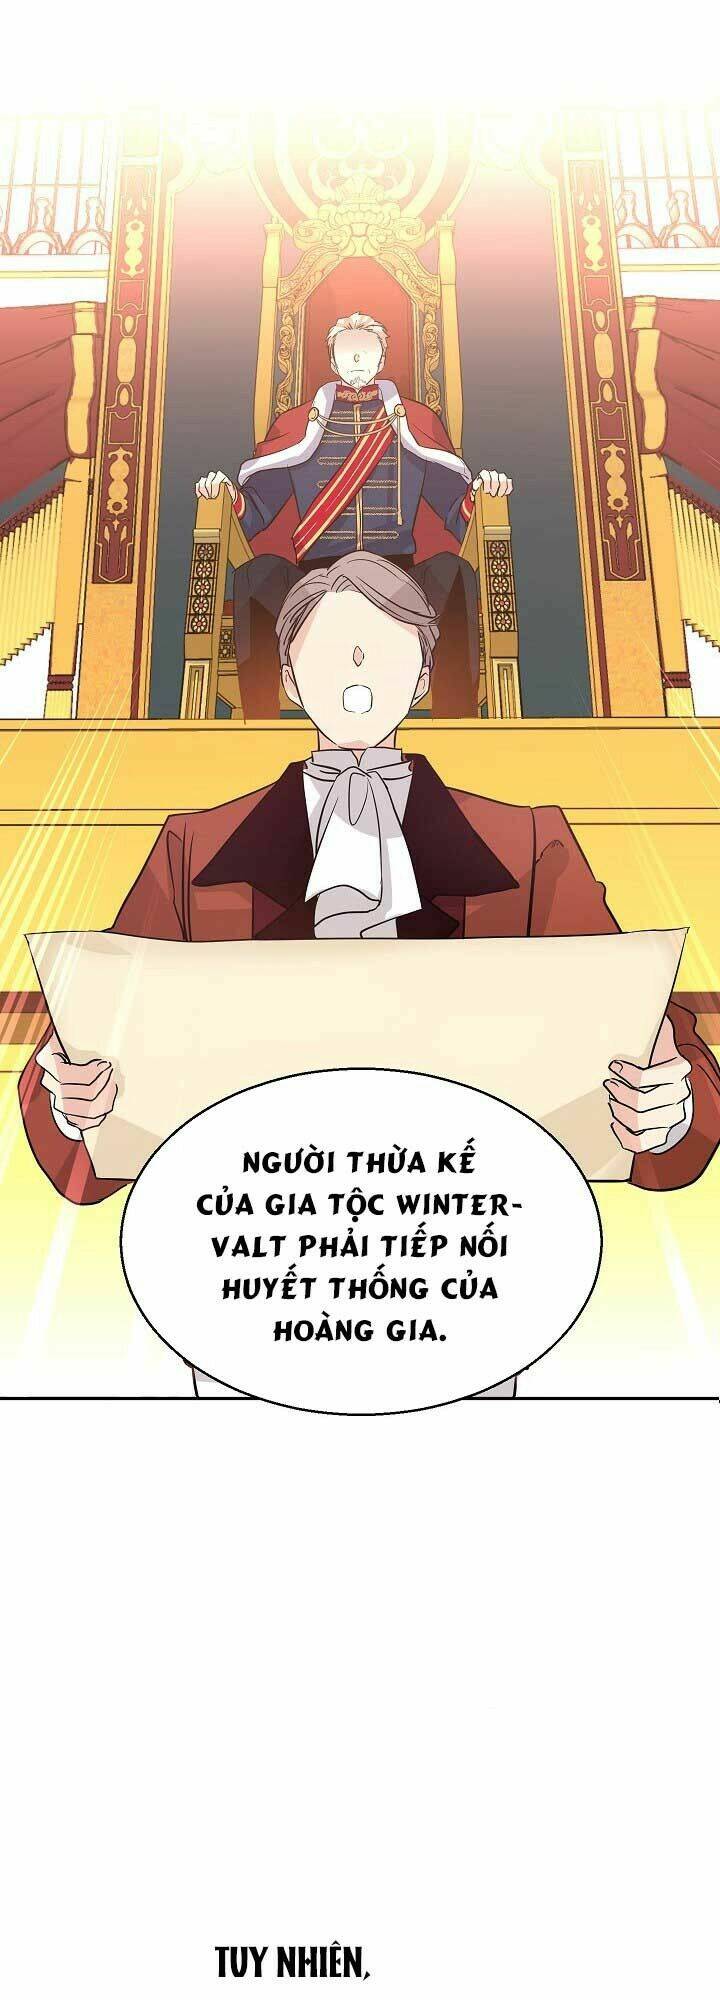 NGƯỜI THỪA KẾ
CỦA GIA TỘC WINTER-
VALT PHẢI TIẾP NỐI
HUYẾT THỐNG CỦA
HOÀNG GIA.
TUY NHIÊN,